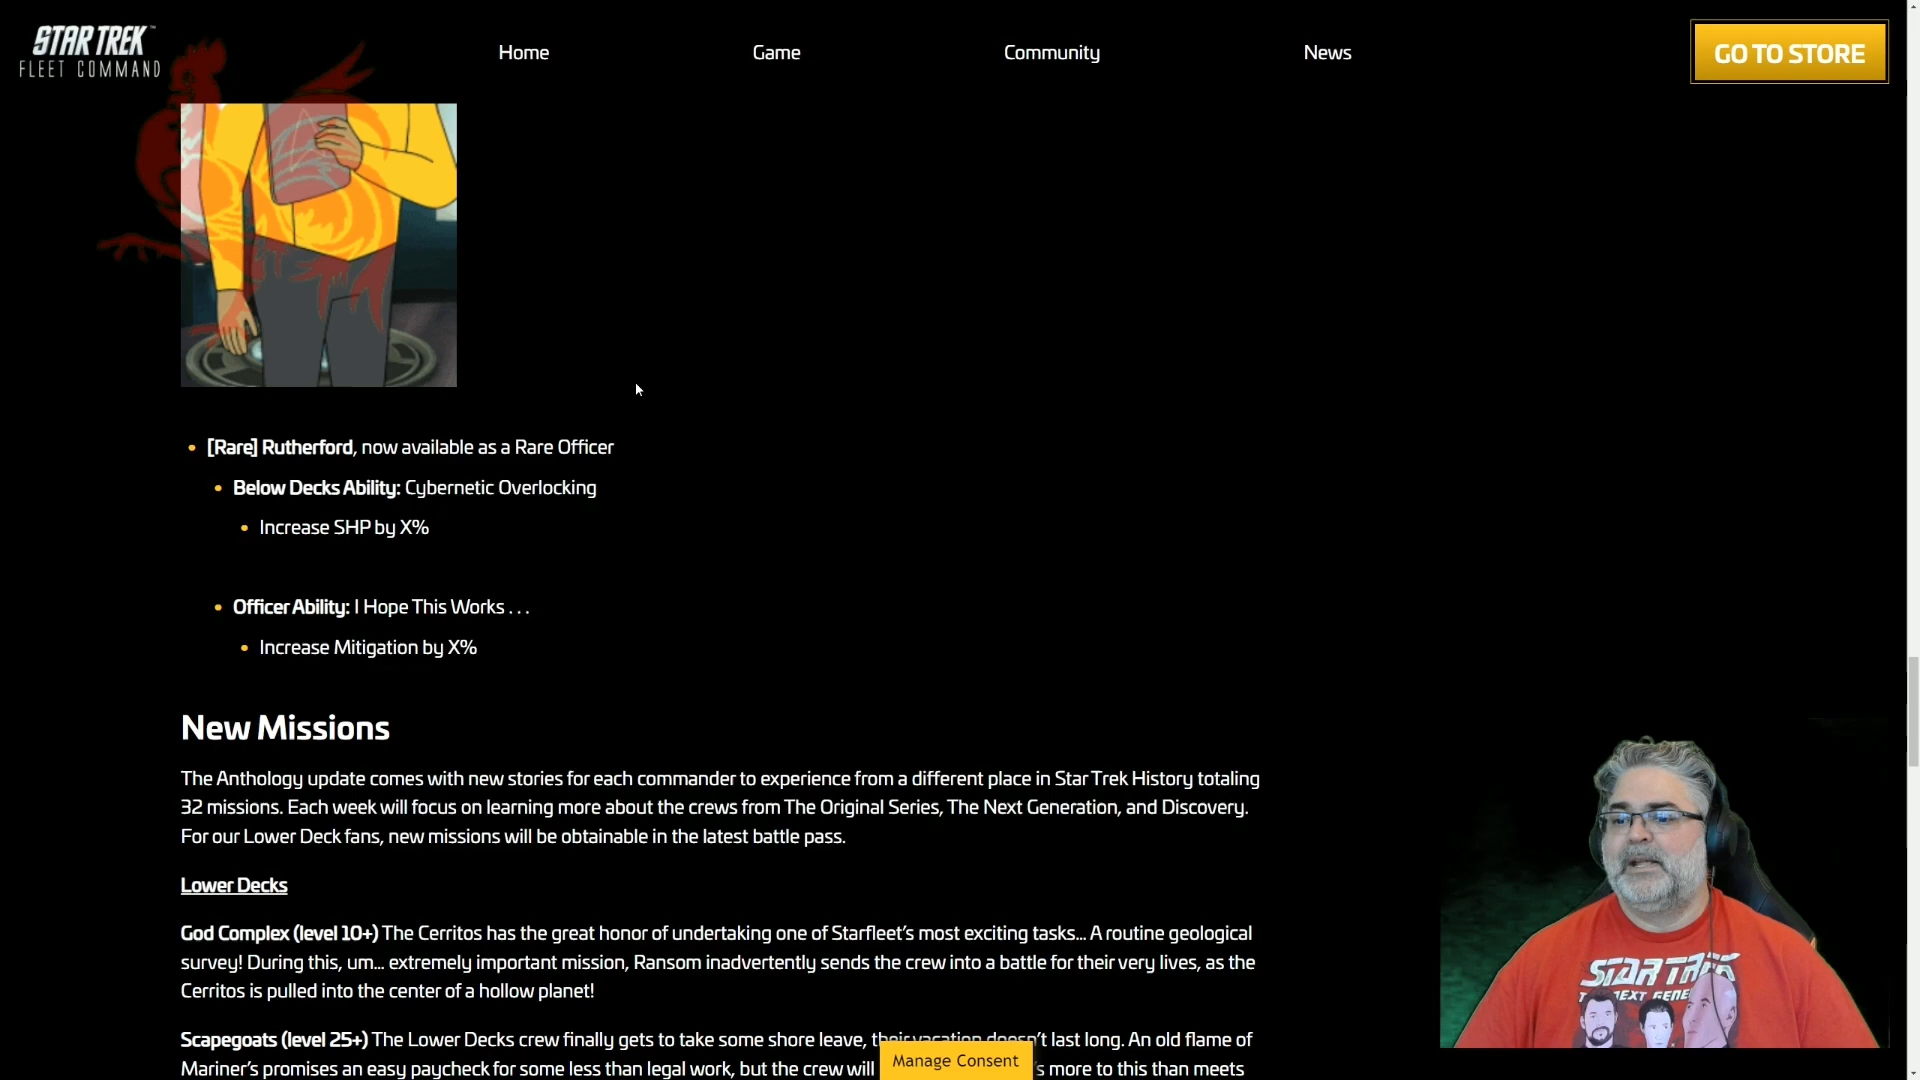 STAR TREK™
FLEET COMMAND
Home Game Community News
GO TO STORE
[Rare] Rutherford, now available as a Rare Officer
Below Decks Ability: Cybernetic Overlocking
Increase SHP by X%
Officer Ability: I Hope This Works . . .
Increase Mitigation by X%
New Missions
The Anthology update comes with new stories for each commander to experience from a different place in Star Trek History totaling
32 missions. Each week will focus on learning more about the crews from The Original Series, The Next Generation, and Discovery.
For our Lower Deck fans, new missions will be obtainable in the latest battle pass.
Lower Decks
God Complex (level 10+) The Cerritos has the great honor of undertaking one of Starfleet's most exciting tasks... A routine geological
survey! During this, um... extremely important mission, Ransom inadvertently sends the crew into a battle for their very lives, as the
Cerritos is pulled into the center of a hollow planet!
Scapegoats (level 25+) The Lower Decks crew finally gets to take some shore leave, their vacation doesn't last long. An old flame of
Mariner's promises an easy paycheck for some less than legal work, but the crew will
's more to this than meets
Manage Consent
STAR TREK
NEXT GENE